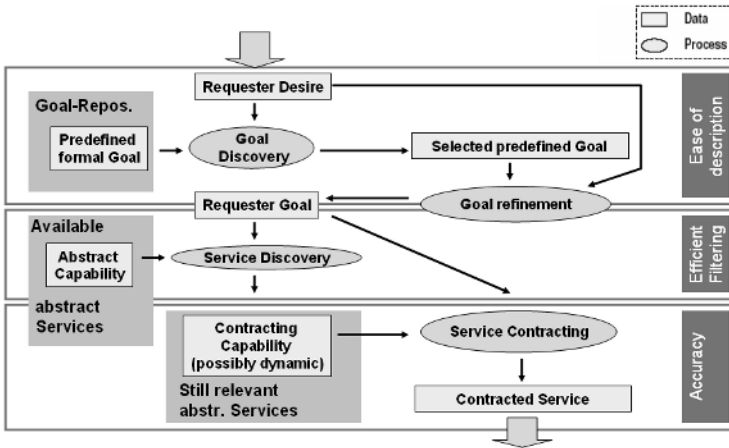 Data
Process
Requester Desire
Goal-Repos.
Predefined
formal Goal
Goal
Discovery
Selected predefined Goal
Ease of
description
Requester Goal
Goal refinement
Available
Abstract
Capability
Service Discovery
Efficient
Filtering
abstract
Services
Contracting
Capability
(possibly dynamic)
Service Contracting
Accuracy
Still relevant
abstr. Services
Contracted Service